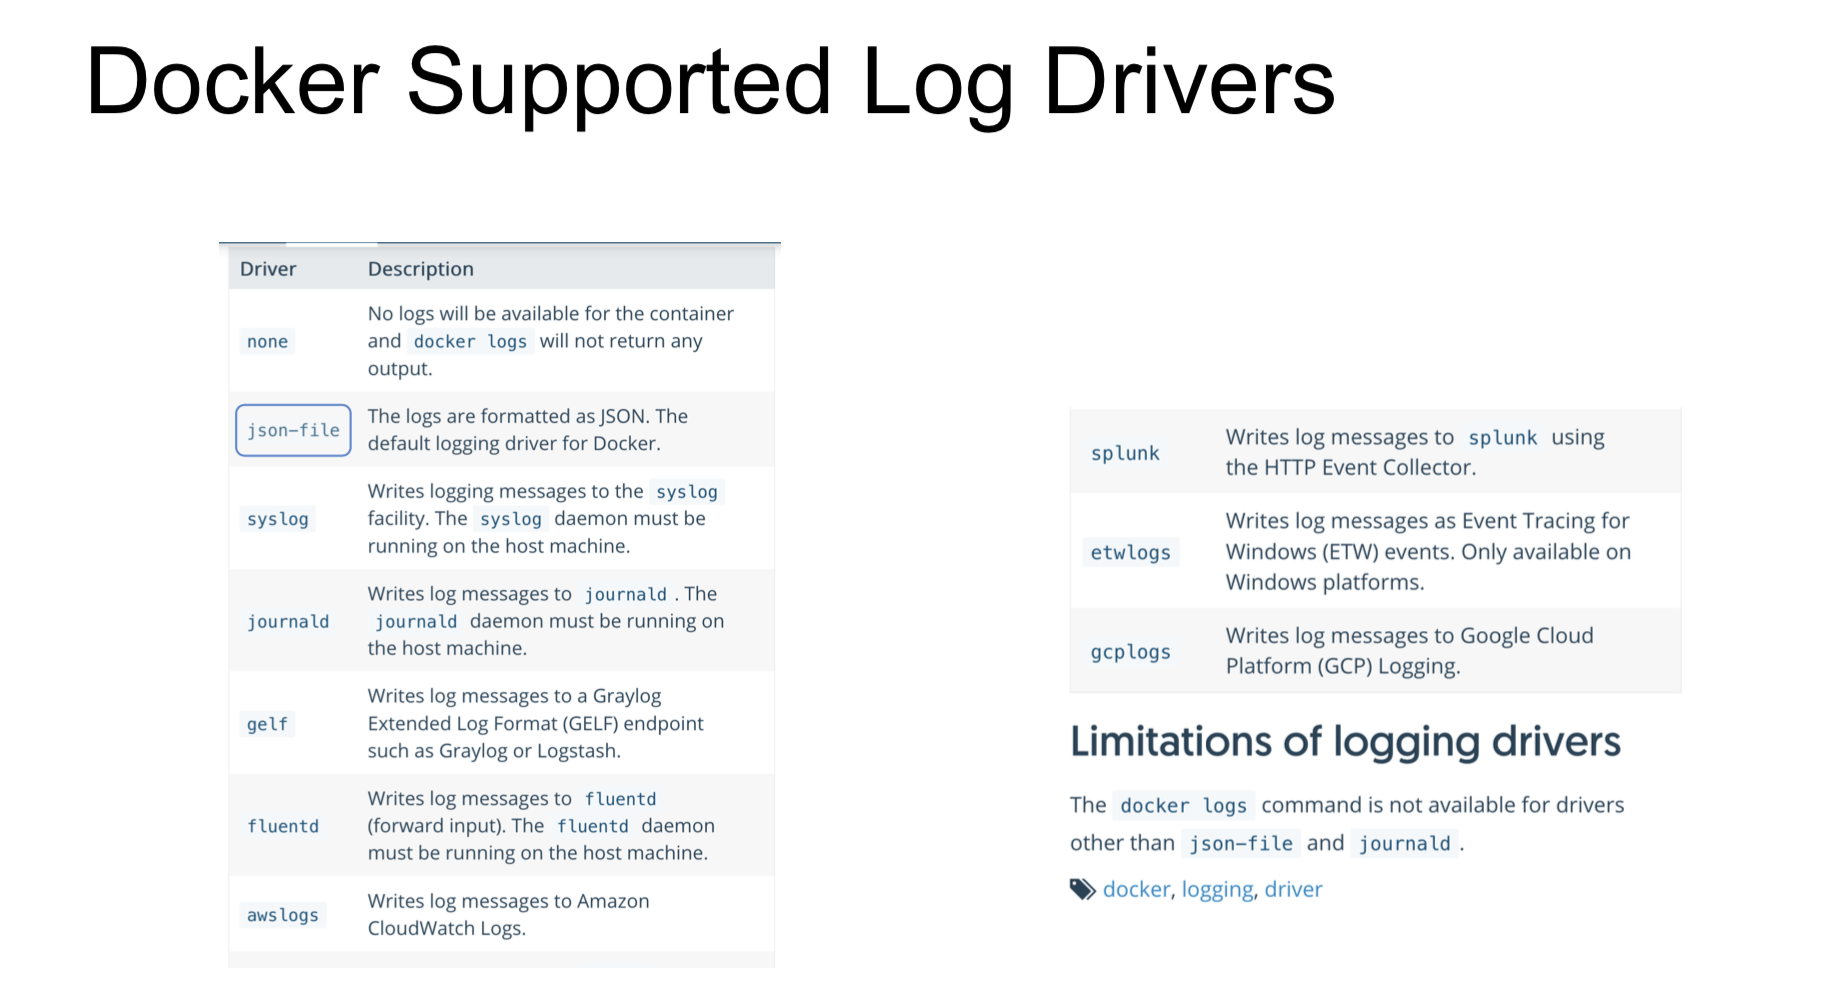 Docker Supported Log Drivers
Driver Description
No logs will be available for the container
none and docker logs will not return any
output.
json-file The logs are formatted as JSON. The
default logging driver for Docker.
Writes logging messages to the syslog
syslog facility. The syslog daemon must be
running on the host machine.
Writes log messages to journald . The
journald journald daemon must be running on
the host machine.
Writes log messages to a Graylog
gelf Extended Log Format (GELF) endpoint
such as Graylog or Logstash.
Writes log messages to fluentd
fluentd (forward input). The fluentd daemon
must be running on the host machine.
awslogs Writes log messages to Amazon
CloudWatch Logs.
splunk Writes log messages to splunk using
the HTTP Event Collector.
Writes log messages as Event Tracing for
etwlogs Windows (ETW) events. Only available on
Windows platforms.
gcplogs Writes log messages to Google Cloud
Platform (GCP) Logging.
Limitations of logging drivers
The docker logs command is not available for drivers
other than json-file and journald .
docker, logging, driver